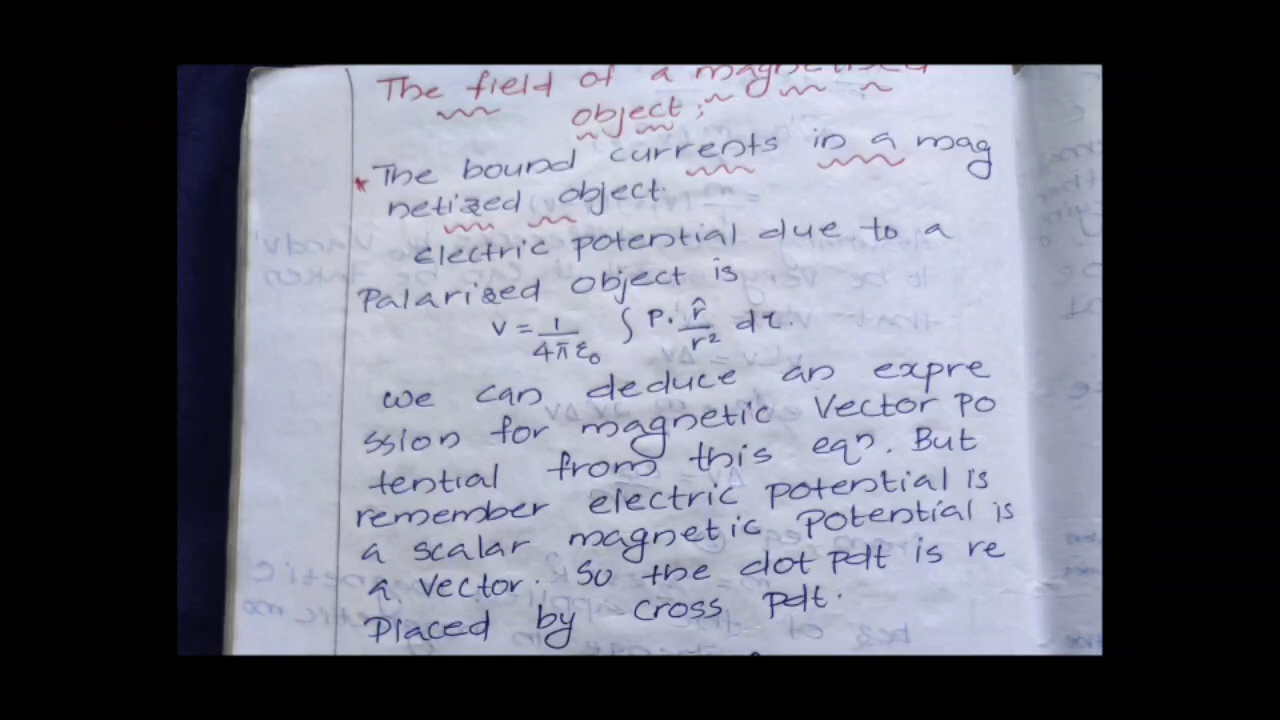 The field of a magnetised
object;
* The bound currents in a mag
netized object.
electric potential due to a
Palarized object is
V = 1/4πε₀ ∫ P. r̂/r² dτ.
we can deduce an expre
ssion for magnetic Vector po
tential from this eqn. But
remember electric potential is
a scalar magnetic potential is
a vector. So the dot pdt is re
placed by cross pdt.